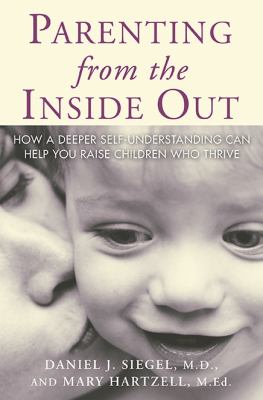 PARENTING
from the
INSIDE OUT
HOW A DEEPER SELF-UNDERSTANDING CAN
HELP YOU RAISE CHILDREN WHO THRIVE
DANIEL J. SIEGEL, M.D.,
AND MARY HARTZELL, M.Ed.